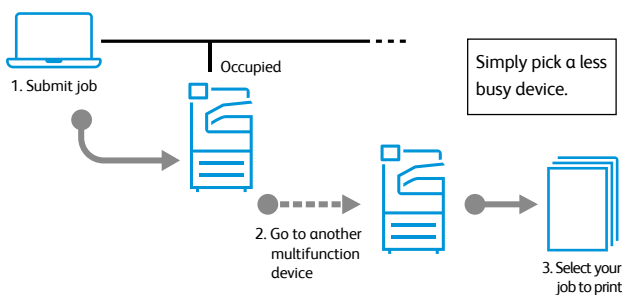 1. Submit job
Occupied
Simply pick a less
busy device.
2. Go to another
multifunction
device
3. Select your
job to print